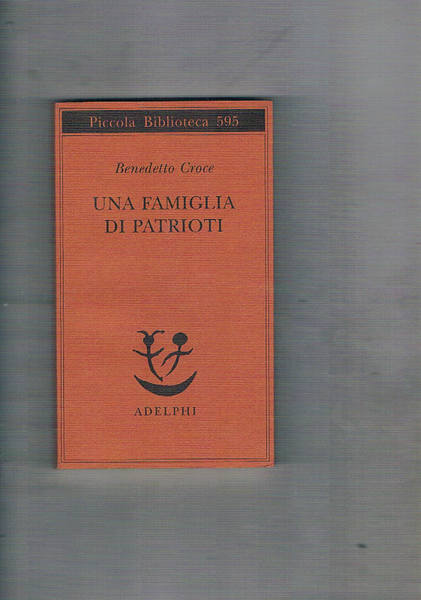 Piccola Biblioteca 595
Benedetto Croce
UNA FAMIGLIA
DI PATRIOTI
ADELPHI